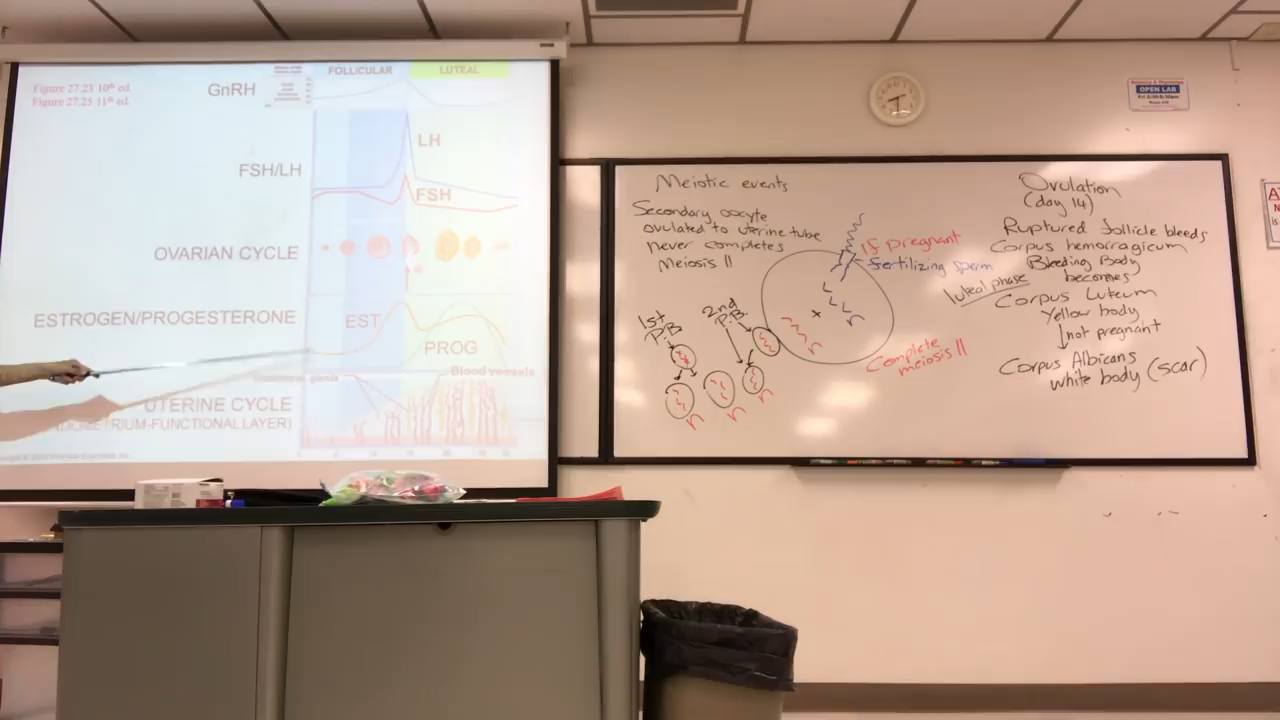 Figure 27.23 10th ed.
Figure 27.25 11th ed.
FOLLICULAR
LUTEAL
GnRH
LH
FSH/LH
FSH
OVARIAN CYCLE
ESTROGEN/PROGESTERONE
EST
PROG
Blood vessels
UTERINE CYCLE
RIUM-FUNCTIONAL LAYER)
Meiotic events
Secondary oocyte
ovulated to uterine tube
never completes
Meiosis II
If pregnant
fertilizing sperm
1st
P.B
2nd
P.B.
Complete
meiosis II
Ovulation
(day 14)
Ruptured follicle bleeds
Corpus hemorragicum
Bleeding Body
becomes
luteal phase
Corpus Luteum
Yellow body
not pregnant
Corpus Albicans
white body (scar)
OPEN LAB